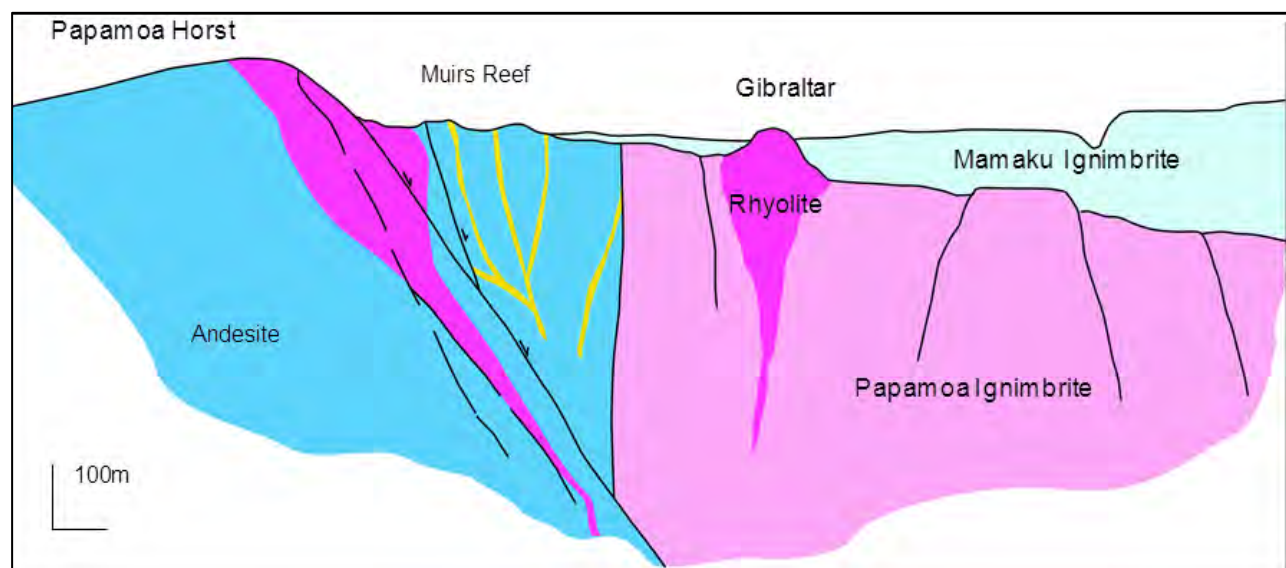 Papamoa Horst
Muirs Reef
Gibraltar
Mamaku Ignimbrite
Rhyolite
Andesite
Papamoa Ignimbrite
100m